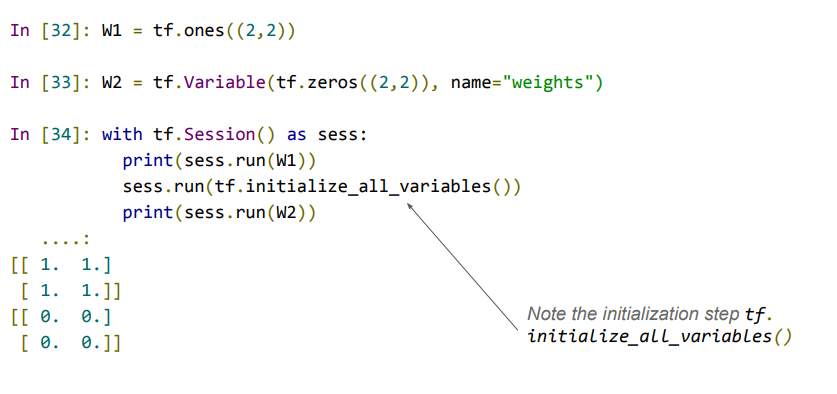 In [32]: W1 = tf.ones((2,2))
In [33]: W2 = tf.Variable(tf.zeros((2,2)), name="weights")
In [34]: with tf.Session() as sess:
print(sess.run(W1))
sess.run(tf.initialize_all_variables())
print(sess.run(W2))
....:
[[ 1.  1.]
[ 1.  1.]]
[[ 0.  0.]
[ 0.  0.]]
Note the initialization step tf.
initialize_all_variables()